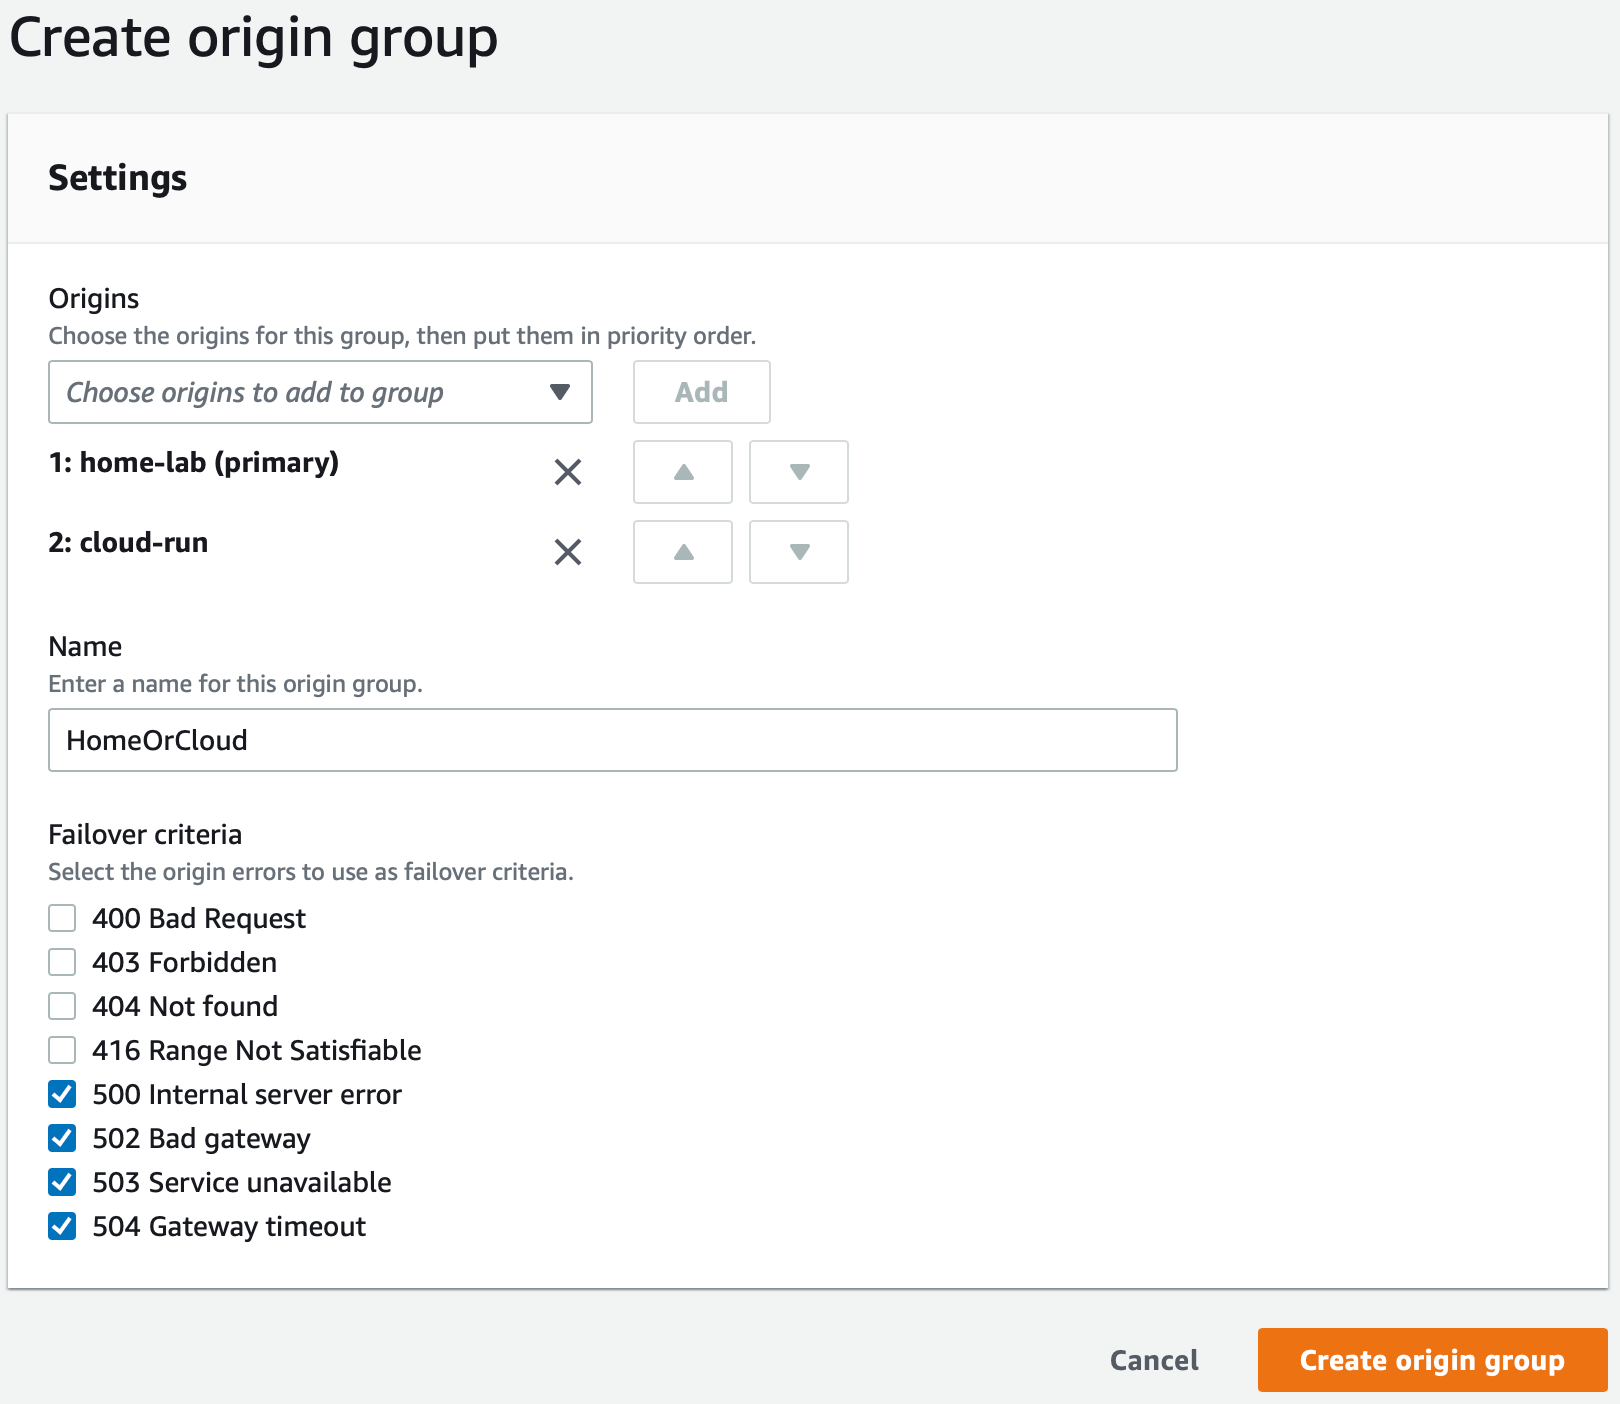 Create origin group
Settings
Origins
Choose the origins for this group, then put them in priority order.
Choose origins to add to group
Add
1: home-lab (primary)
2: cloud-run
Name
Enter a name for this origin group.
HomeOrCloud
Failover criteria
Select the origin errors to use as failover criteria.
400 Bad Request
403 Forbidden
404 Not found
416 Range Not Satisfiable
500 Internal server error
502 Bad gateway
503 Service unavailable
504 Gateway timeout
Cancel
Create origin group